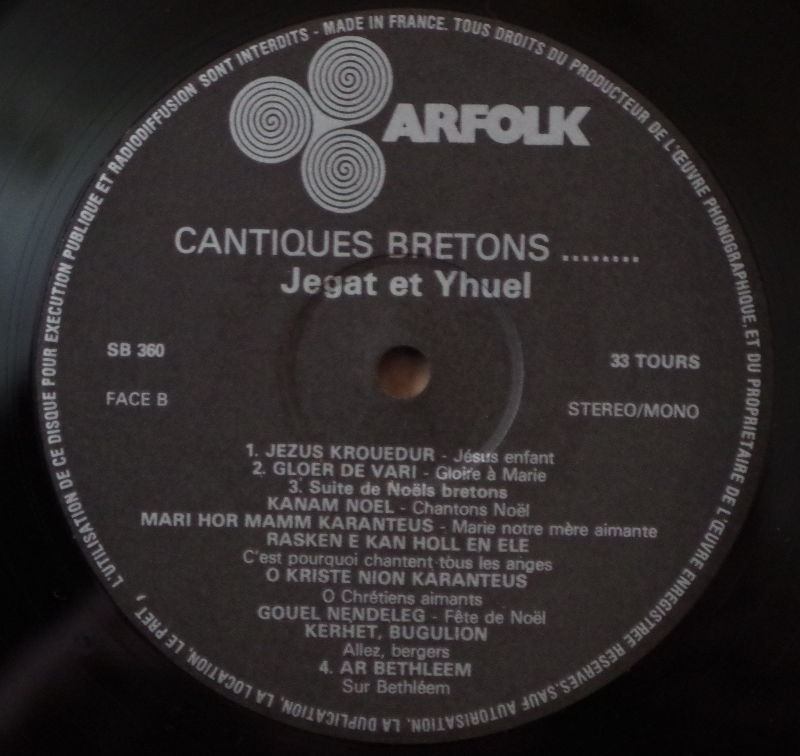 ARFOLK
CANTIQUES BRETONS ........
Jegat et Yhuel
SB 360
33 TOURS
FACE B
STEREO/MONO
1. JEZUS KROUEDUR - Jésus enfant
2. GLOER DE VARI - Gloire à Marie
3. Suite de Noëls bretons
KANAM NOEL - Chantons Noël
MARI HOR MAMM KARANTEUS - Marie notre mère aimante
RASKEN E KAN HOLL EN ELE
C'est pourquoi chantent tous les anges
O KRISTE NION KARANTEUS
O Chrétiens aimants
GOUEL NENDELEG - Fête de Noël
KERHET, BUGULION
Allez, bergers
4. AR BETHLEEM
Sur Bethléem
MADE IN FRANCE. TOUS DROITS DU PRODUCTEUR DE L'ŒUVRE PHONOGRAPHIQUE, ET DU PROPRIETAIRE DE L'ŒUVRE ENREGISTREE RESERVES. SAUF AUTORISATION, LA DUPLICATION, LA LOCATION, LE PRET, L'UTILISATION DE CE DISQUE POUR EXECUTION PUBLIQUE ET RADIODIFFUSION SONT INTERDITS -